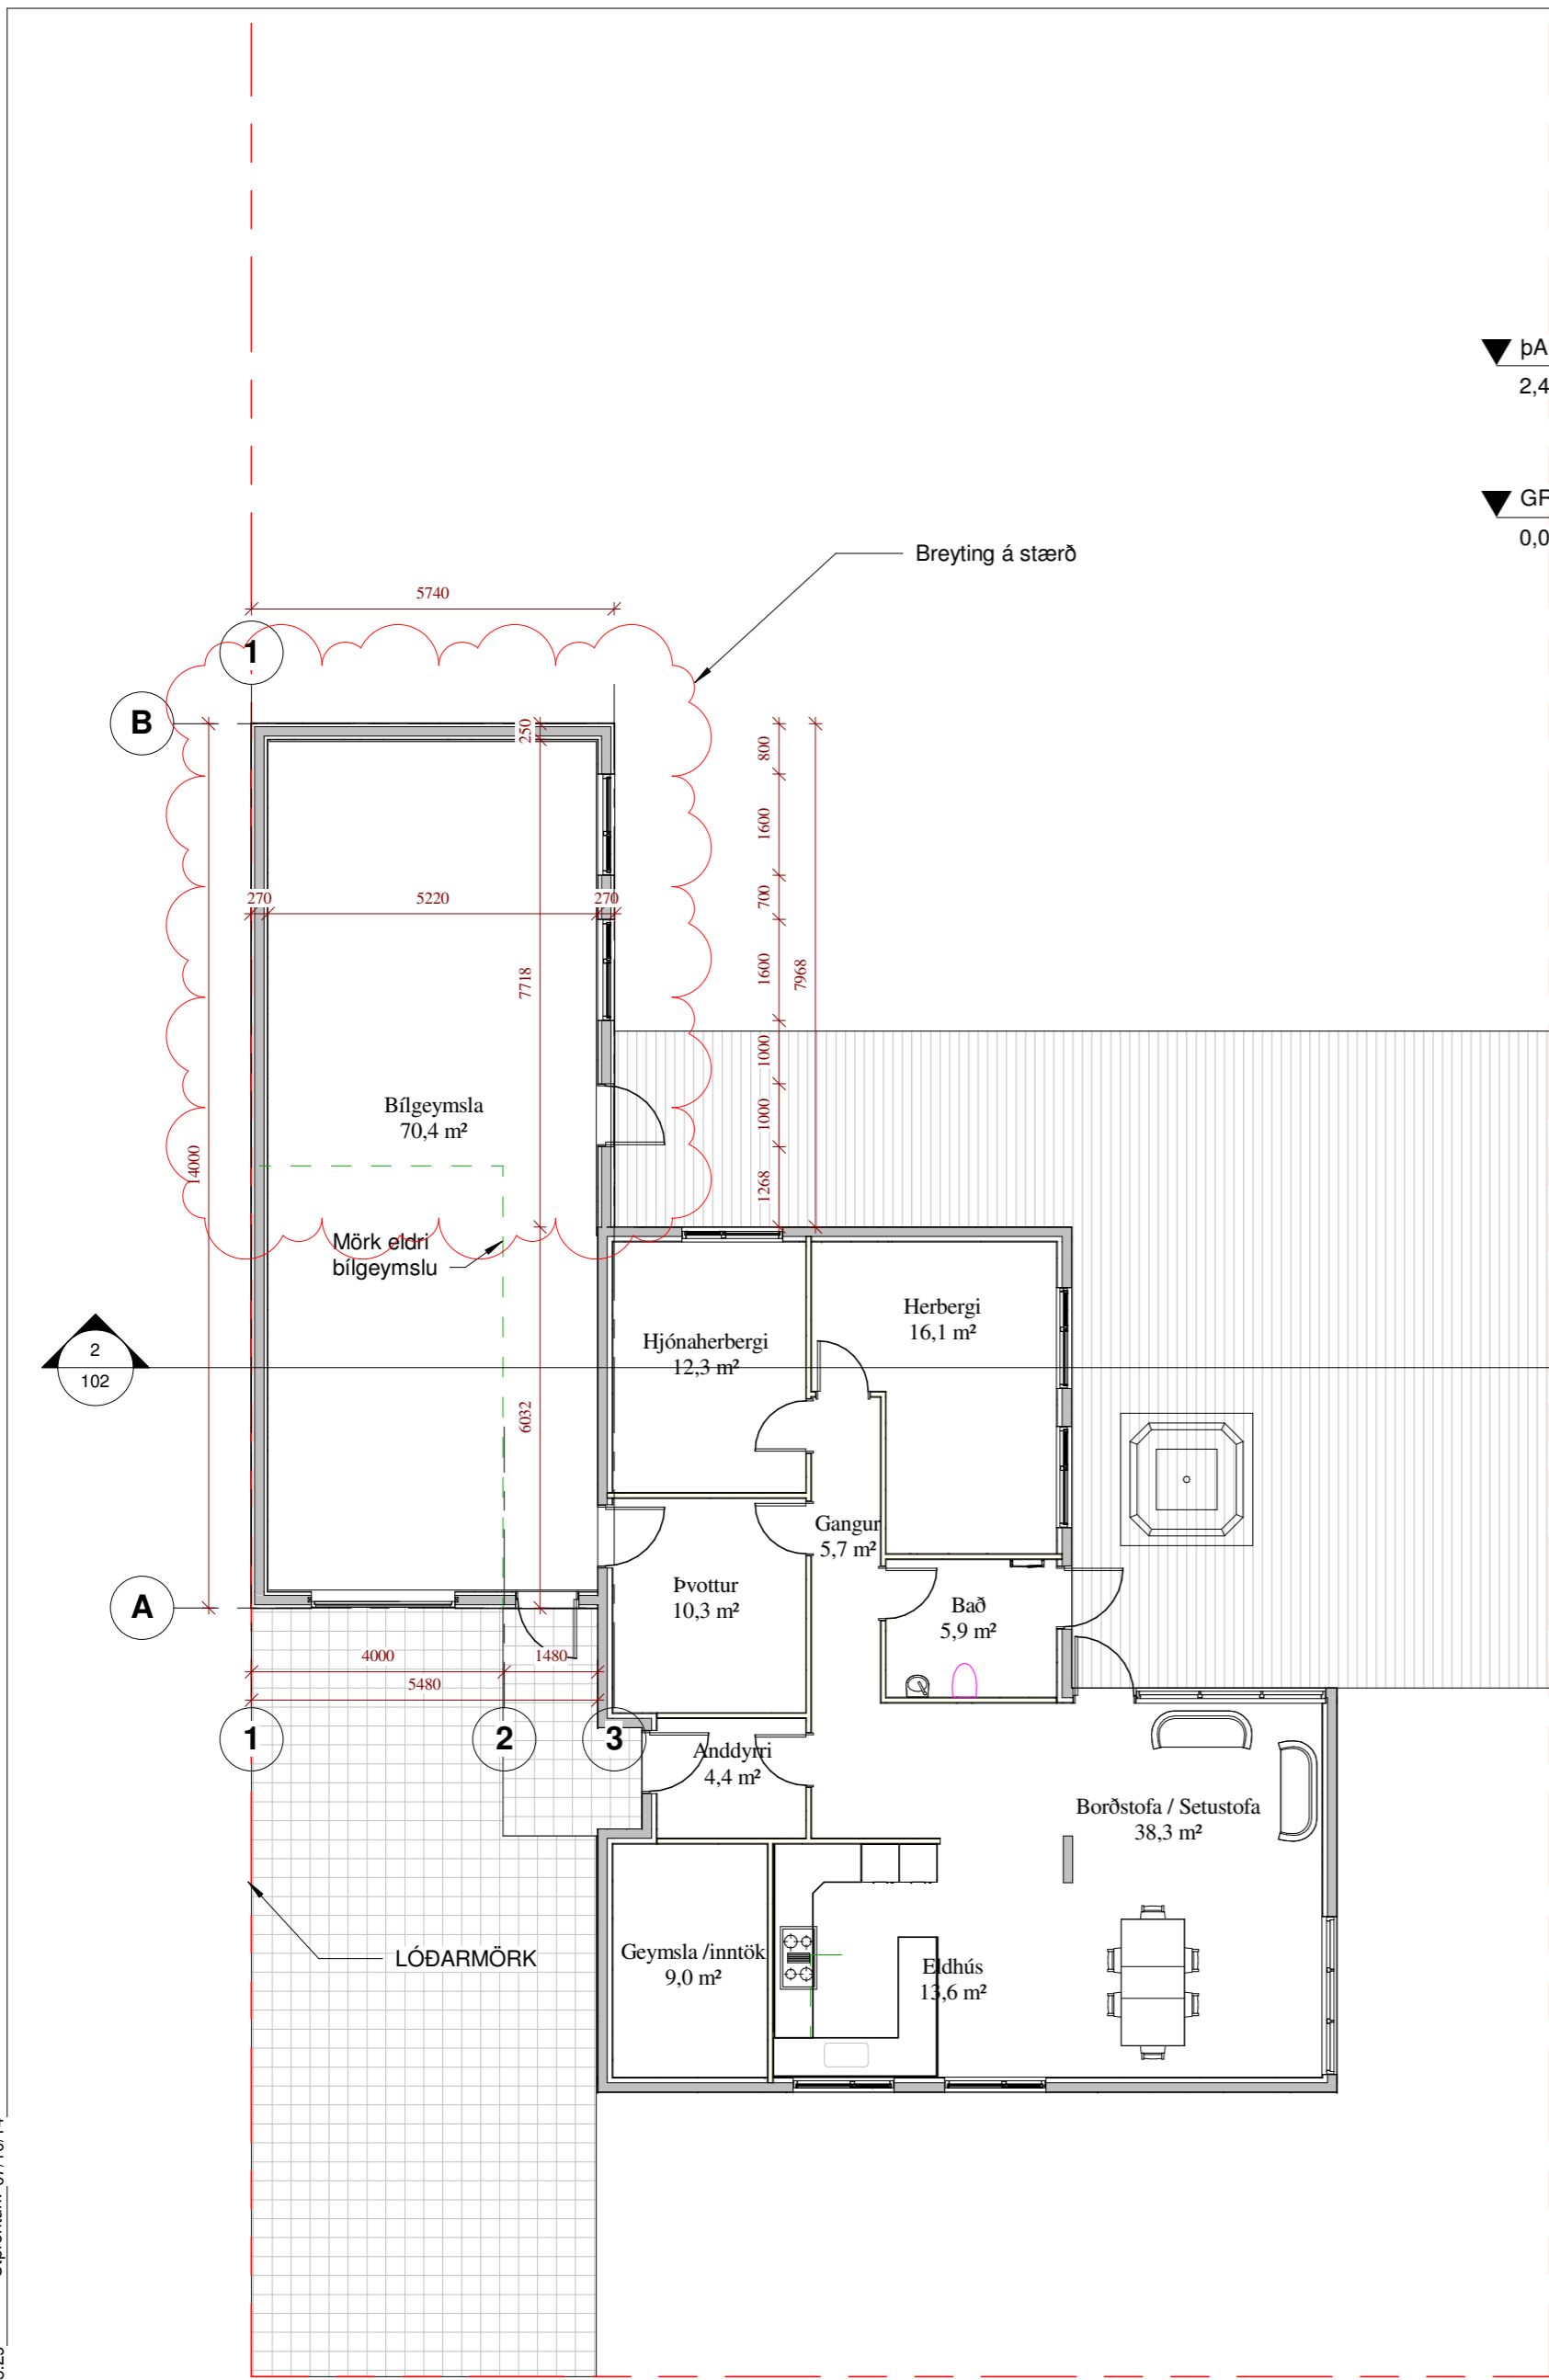 þA
2,4
GF
0,0
Breyting á stærð
5740
1
B
250
800
1600
700
270
5220
270
1600
7968
7718
1000
Bílgeymsla
70,4 m²
1000
14000
1268
Mörk eldri
bílgeymslu
Herbergi
16,1 m²
Hjónaherbergi
12,3 m²
2
102
6032
Gangur
5,7 m²
Þvottur
10,3 m²
Bað
5,9 m²
A
4000
1480
5480
1
2
3
Anddyrri
4,4 m²
Borðstofa / Setustofa
38,3 m²
LÓÐARMÖRK
Geymsla /inntök
9,0 m²
Eldhús
13,6 m²